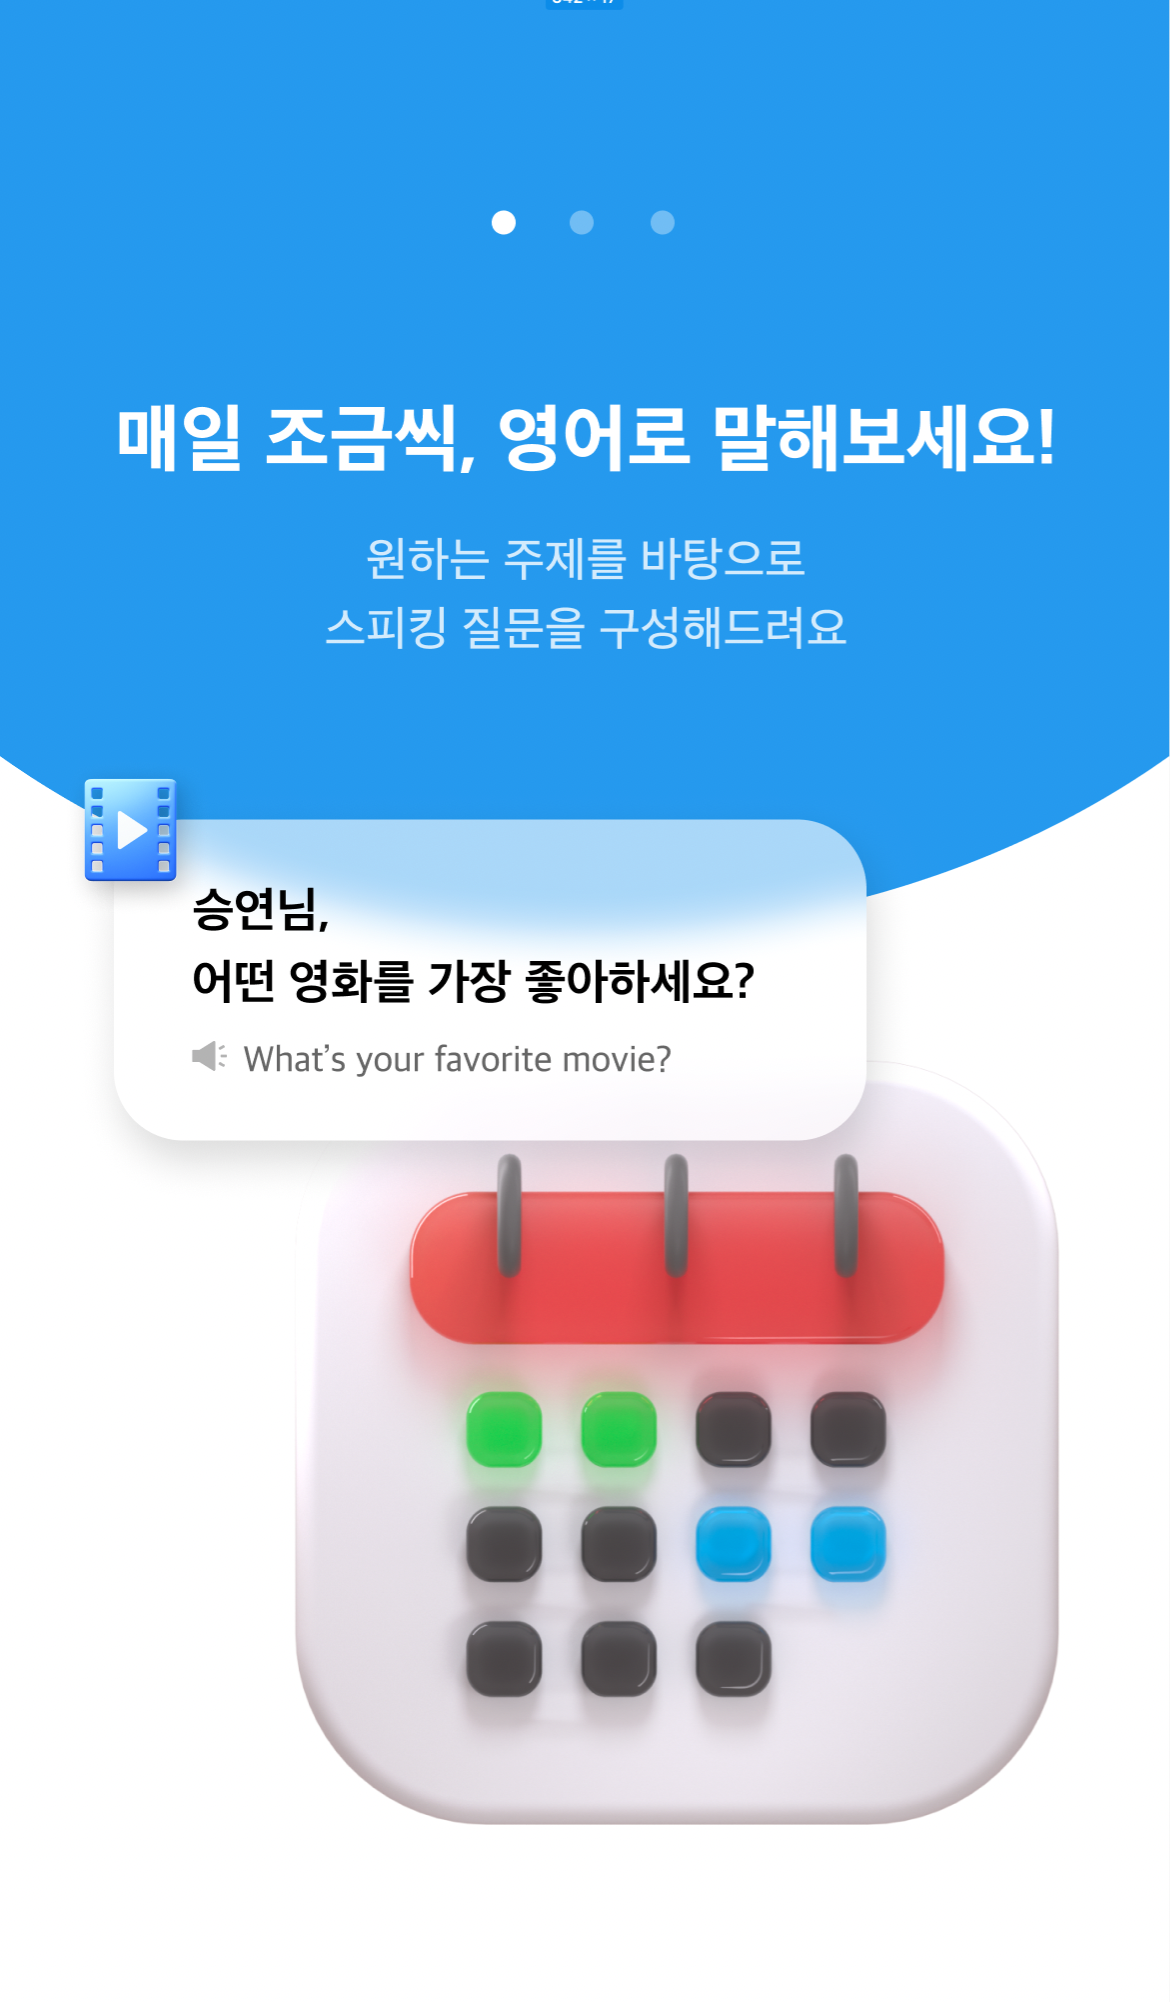 매일 조금씩, 영어로 말해보세요!
원하는 주제를 바탕으로
스피킹 질문을 구성해드려요
승연님,
어떤 영화를 가장 좋아하세요?
What’s your favorite movie?